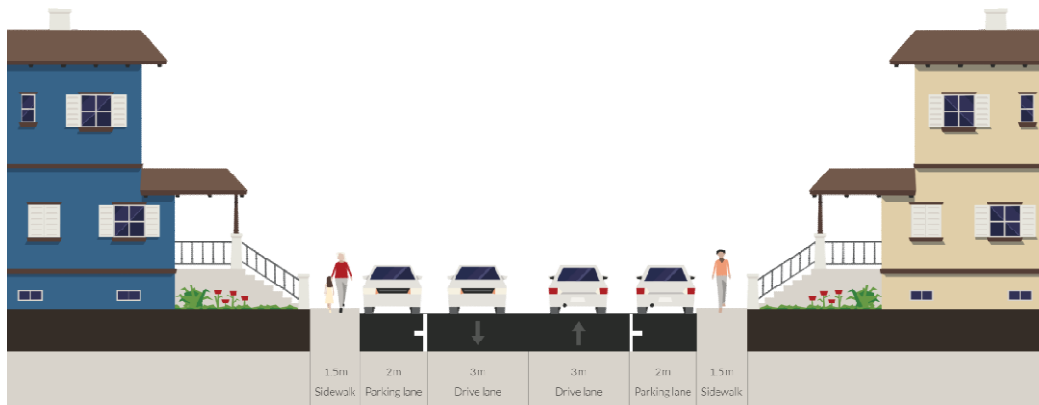 1.5m
Sidewalk
2m
Parking lane
3m
Drive lane
3m
Drive lane
2m
Parking lane
1.5m
Sidewalk